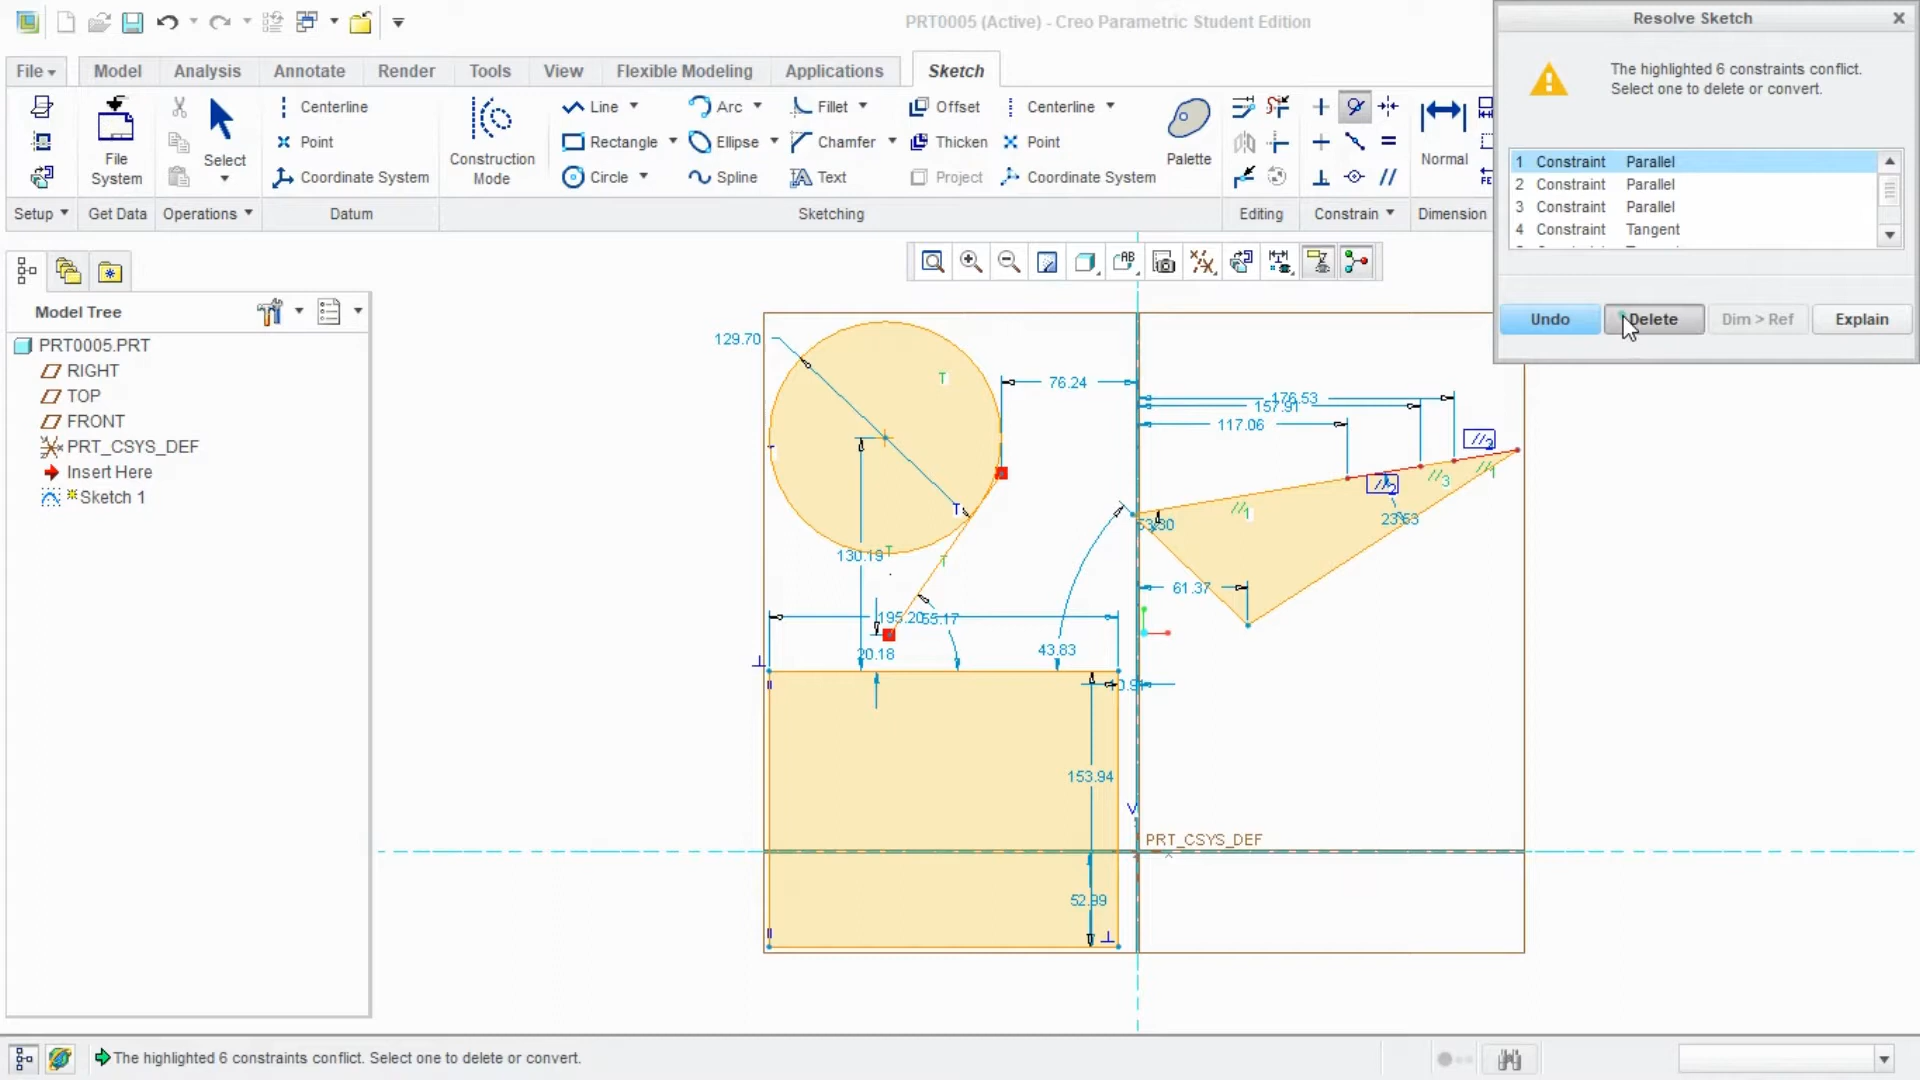 PRT0005 (Active) - Creo Parametric Student Edition
File Model Analysis Annotate Render Tools View Flexible Modeling Applications Sketch
Centerline
Point
Coordinate System
File System
Select
Construction Mode
Line Arc Fillet Offset Centerline
Rectangle Ellipse Chamfer Thicken Point
Circle Spline Text Project Coordinate System
Palette
Normal
Setup Get Data Operations Datum Sketching Editing Constrain Dimension
Resolve Sketch
The highlighted 6 constraints conflict.
Select one to delete or convert.
1 Constraint Parallel
2 Constraint Parallel
3 Constraint Parallel
4 Constraint Tangent
Undo Delete Dim > Ref Explain
Model Tree
PRT0005.PRT
RIGHT
TOP
FRONT
PRT_CSYS_DEF
Insert Here
Sketch 1
129.70
76.24
176.53
157.91
117.06
T
//2
//1
//3
//2
//1
23.53
T
T
T
T
130.19
61.37
195.20
55.17
20.18
43.83
153.94
V
PRT_CSYS_DEF
52.99
The highlighted 6 constraints conflict. Select one to delete or convert.